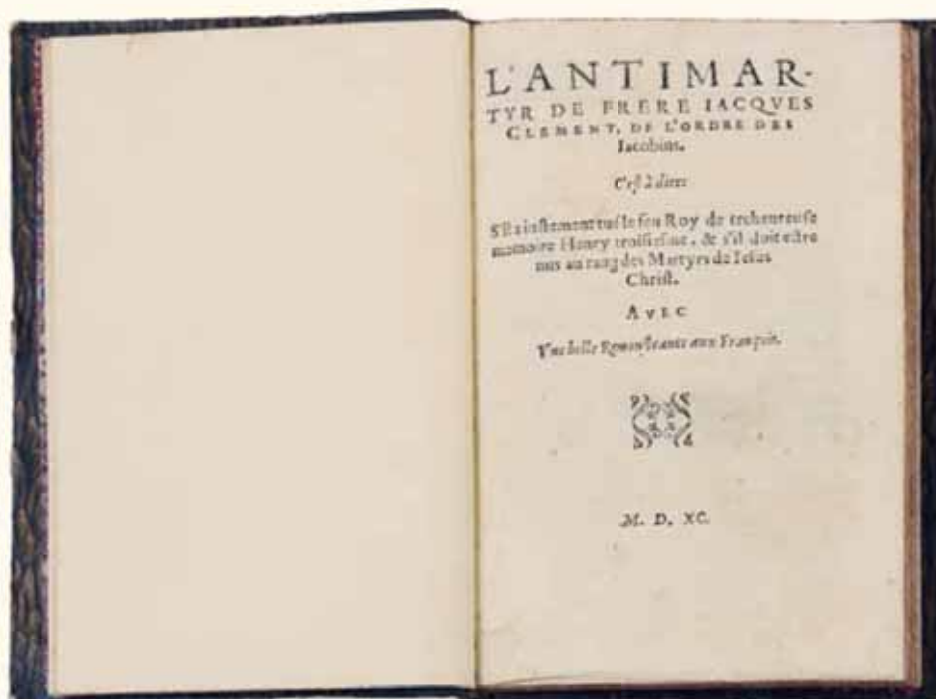 L'ANTIMAR-
TYR DE FRERE IACQVES
CLEMENT, DE L'ORDRE DES
Iacobins.
C'eſt à dire:
S'il a iuſtement tué le feu Roy de treſheureuſe
memoire Henry troiſieſme, & s'il doit eſtre
mis au rang des Martyrs de Ieſus
Chriſt.
AVEC
Vne belle Remonſtrance aux François.
M. D. XC.